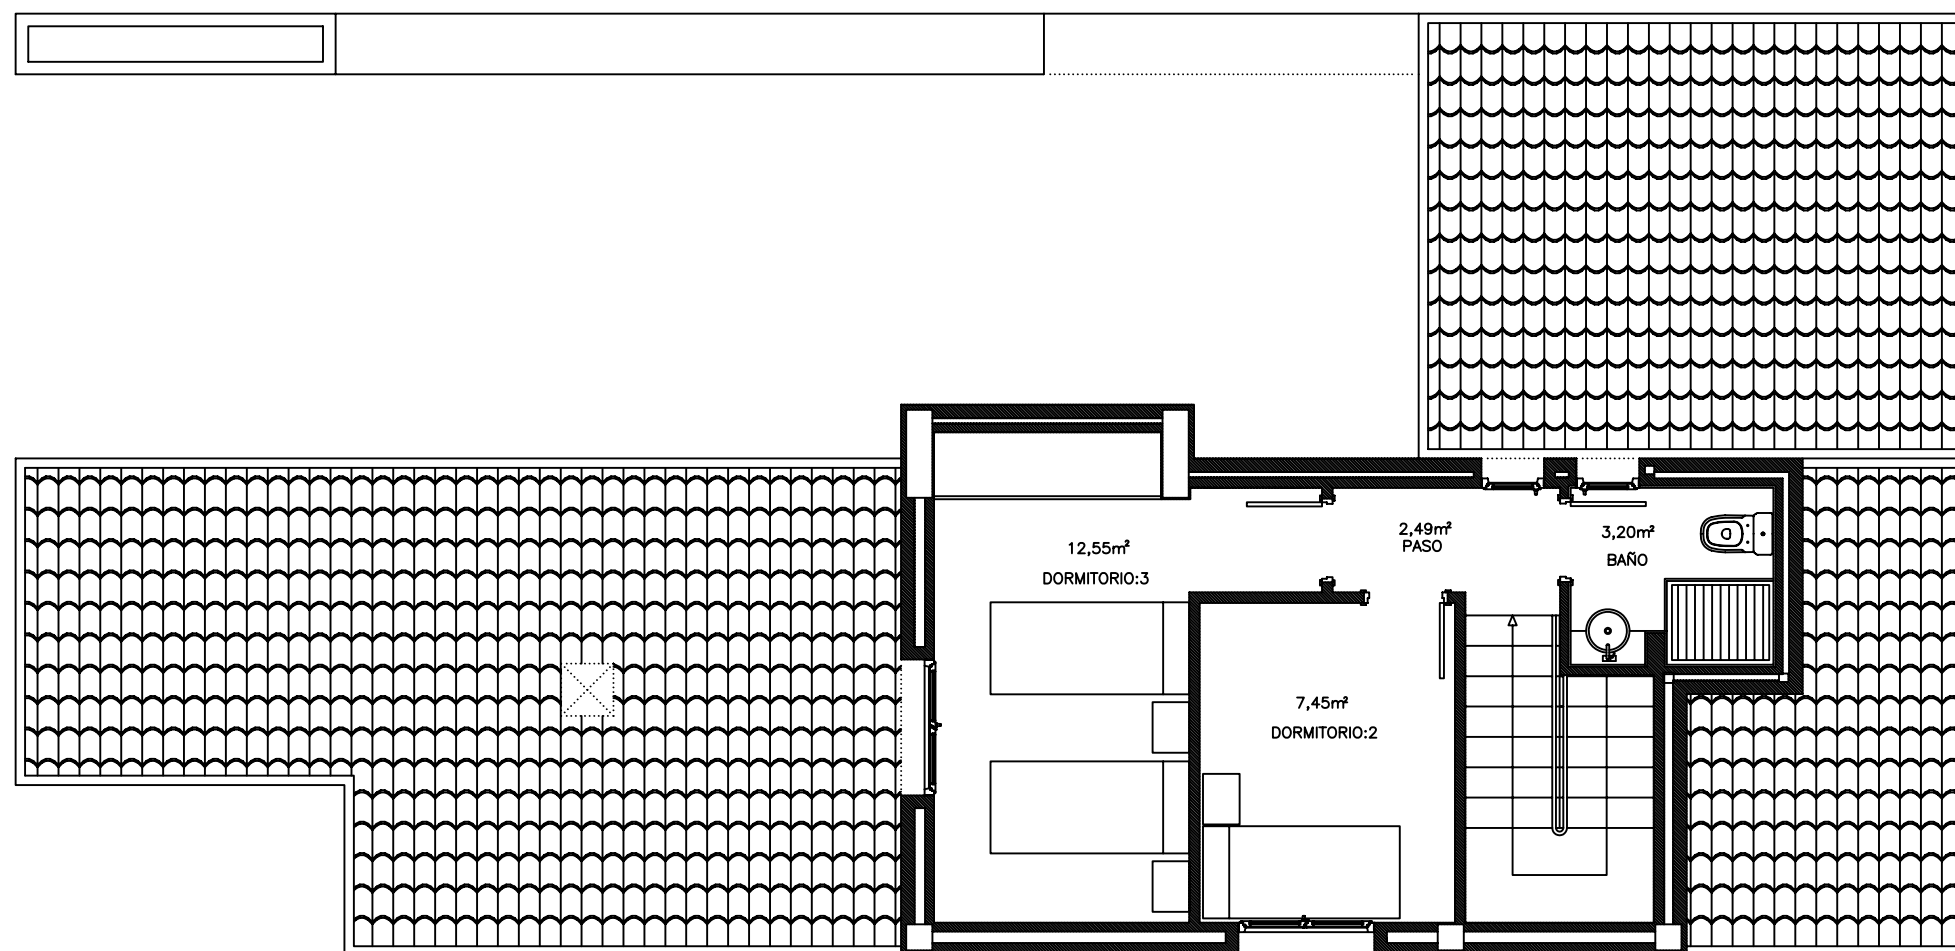 12,55m²
DORMITORIO:3
2,49m²
PASO
3,20m²
BAÑO
7,45m²
DORMITORIO:2